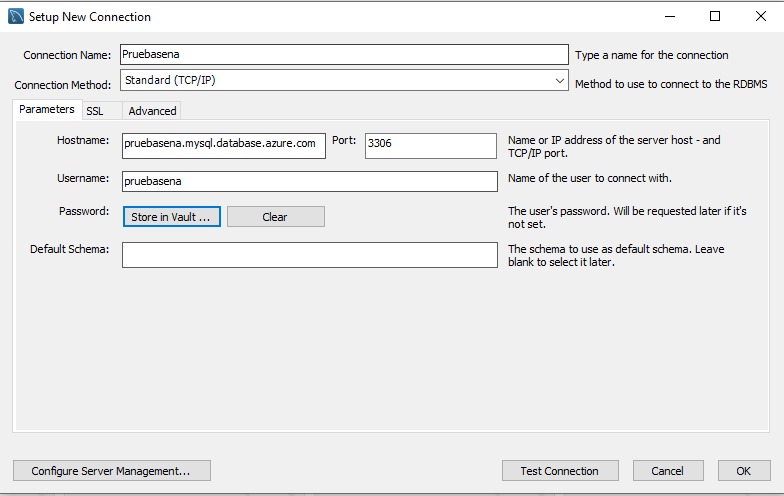 Setup New Connection
Connection Name: Pruebasena Type a name for the connection
Connection Method: Standard (TCP/IP) Method to use to connect to the RDBMS
Parameters SSL Advanced
Hostname: pruebasena.mysql.database.azure.com Port: 3306 Name or IP address of the server host - and
TCP/IP port.
Username: pruebasena Name of the user to connect with.
Password: Store in Vault ... Clear The user's password. Will be requested later if it's
not set.
Default Schema: The schema to use as default schema. Leave
blank to select it later.
Configure Server Management... Test Connection Cancel OK